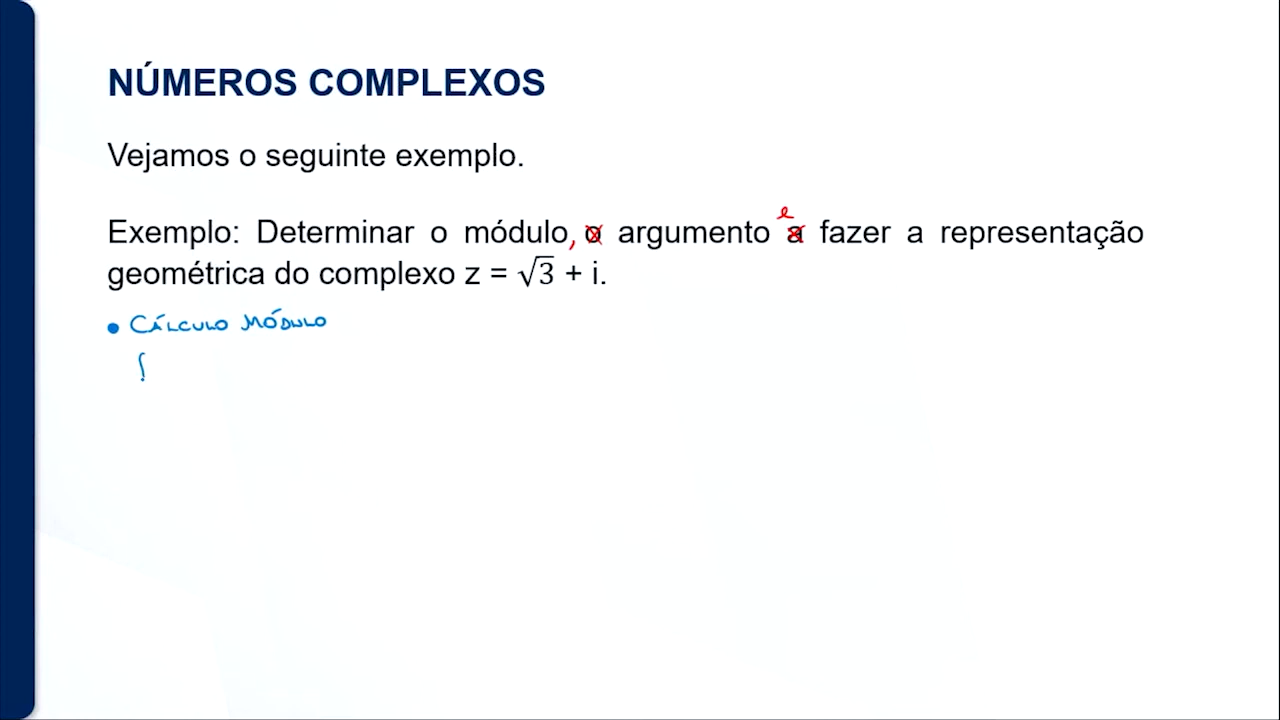 NÚMEROS COMPLEXOS
Vejamos o seguinte exemplo.
e
Exemplo: Determinar o módulo, o argumento a fazer a representação
geométrica do complexo z = √3 + i.
• CÁLCULO MÓDULO